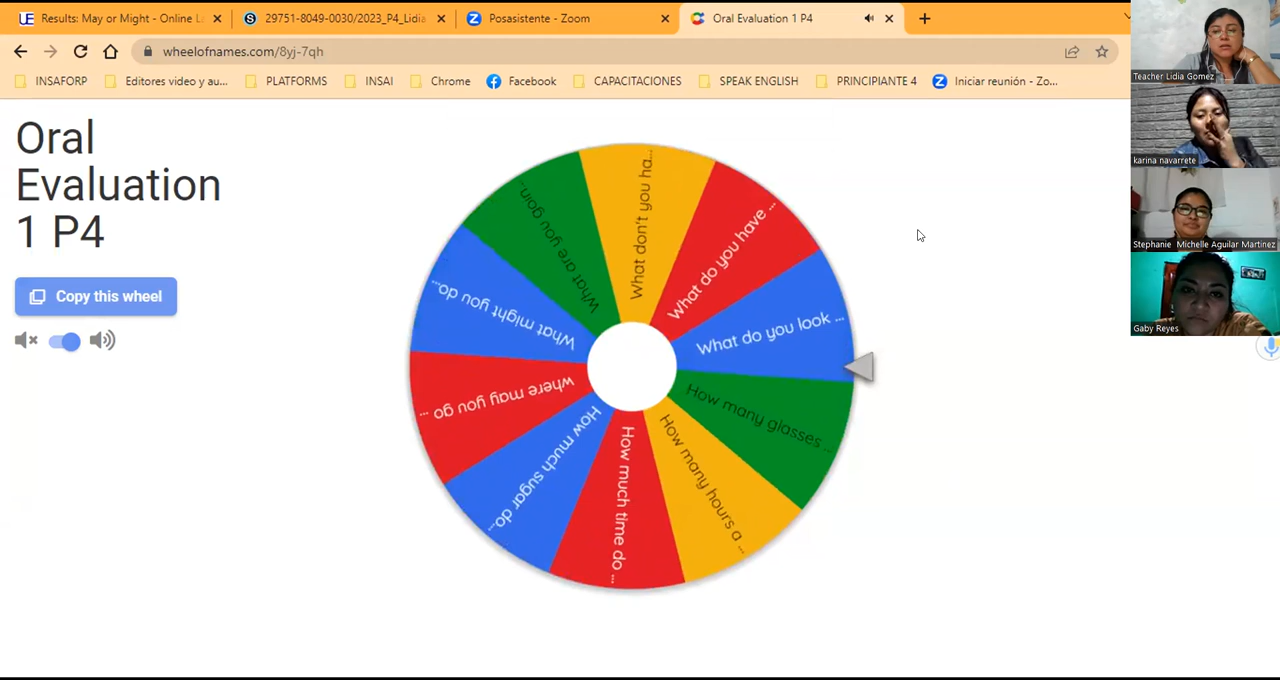 Results: May or Might - Online L
29751-8049-0030/2023_P4_Lidia
Posasistente - Zoom
Oral Evaluation 1 P4
wheelofnames.com/8yj-7qh
INSAFORP
Editores video y au...
PLATFORMS
INSAI
Chrome
Facebook
CAPACITACIONES
SPEAK ENGLISH
PRINCIPIANTE 4
Iniciar reunión - Zo...
Oral
Evaluation
1 P4
Copy this wheel
What are you goin...
What don't you ha...
What do you have ...
What do you look ...
How many glasses ...
How many hours a ...
How much time do ...
How much sugar do...
where may you go ...
What might you do...
Teacher Lidia Gomez
karina navarrete
Stephanie Michelle Aguilar Martinez
Gaby Reyes